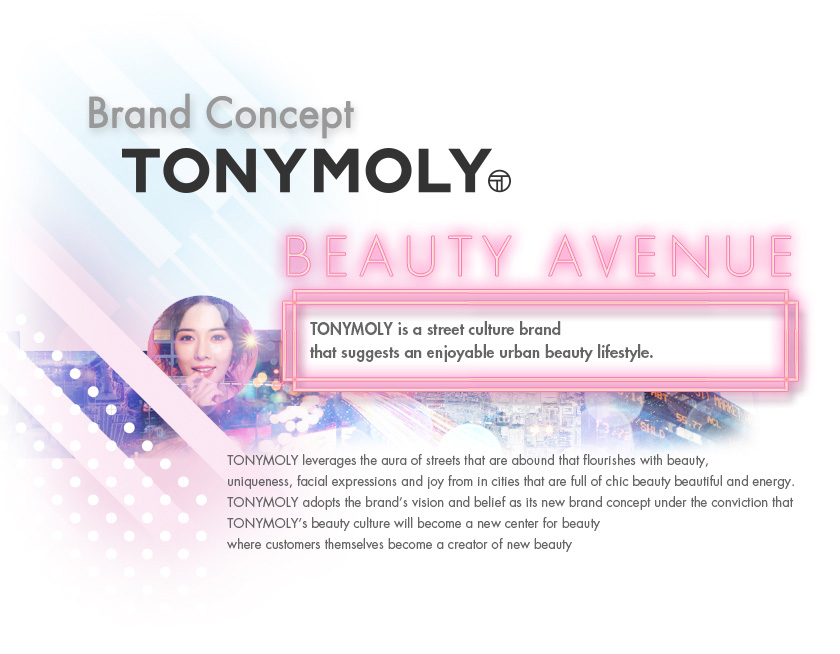 Brand Concept
TONYMOLY
BEAUTY AVENUE
TONYMOLY is a street culture brand
that suggests an enjoyable urban beauty lifestyle.
TONYMOLY leverages the aura of streets that are abound that flourishes with beauty,
uniqueness, facial expressions and joy from in cities that are full of chic beauty beautiful and energy.
TONYMOLY adopts the brand's vision and belief as its new brand concept under the conviction that
TONYMOLY's beauty culture will become a new center for beauty
where customers themselves become a creator of new beauty